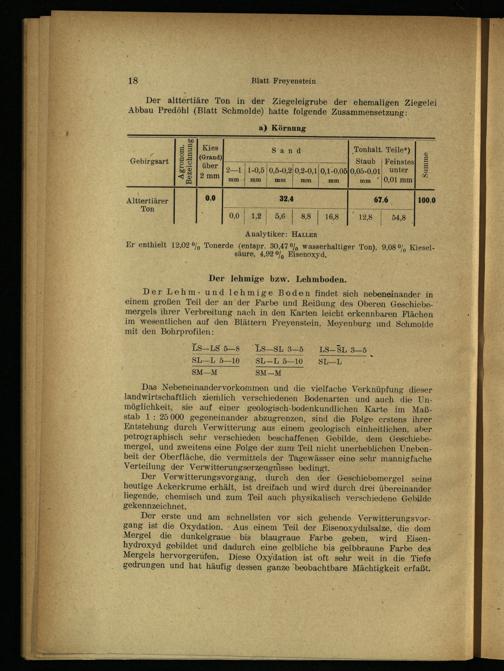 18
Blatt Freyenstein
Der alttertiäre Ton in der Ziegeleigrube der ehemaligen Ziegelei
Abbau Predöhl (Blatt Schmolde) hatte folgende Zusammensetzung:
a) Körnung
Gebirgsart | Agronom. Bezeichnung | Kies (Grand) über 2 mm | Sand | Tonhalt. Teile*) | Summe
2—1 mm | 1-0,5 mm | 0,5-0,2 mm | 0,2-0,1 mm | 0,1-0,05 mm | Staub 0,05-0,01 mm | Feinstes unter 0,01 mm
Alttertiärer Ton | 0,0 | 32,4 | 67,6 | 100,0
0,0 | 1,2 | 5,6 | 8,8 | 16,8 | 12,8 | 54,8
Analytiker: HALLER
Er enthielt 12,02 % Tonerde (entspr. 30,47 % wasserhaltiger Ton), 9,08 % Kiesel-
säure, 4,92 % Eisenoxyd.
Der lehmige bzw. Lehmboden.
Der Lehm- und lehmige Boden findet sich nebeneinander in
einem großen Teil der an der Farbe und Reißung des Oberen Geschiebe-
mergels ihrer Verbreitung nach in den Karten leicht erkennbaren Flächen
im wesentlichen auf den Blättern Freyenstein, Meyenburg und Schmolde
mit den Bohrprofilen:
L̄S—LS 5—8 L̄S—SL 3—5 LS—S̄L 3—5
SL—L 5—10 SL—L 5—10 SL—L
SM—M SM—M
Das Nebeneinandervorkommen und die vielfache Verknüpfung dieser
landwirtschaftlich ziemlich verschiedenen Bodenarten und auch die Un-
möglichkeit, sie auf einer geologisch-bodenkundlichen Karte im Maß-
stab 1 : 25 000 gegeneinander abzugrenzen, sind die Folge erstens ihrer
Entstehung durch Verwitterung aus einem geologisch einheitlichen, aber
petrographisch sehr verschieden beschaffenen Gebilde, dem Geschiebe-
mergel, und zweitens eine Folge der zum Teil nicht unerheblichen Uneben-
heit der Oberfläche, die vermittels der Tagewässer eine sehr mannigfache
Verteilung der Verwitterungserzeugnisse bedingt.
Der Verwitterungsvorgang, durch den der Geschiebemergel seine
heutige Ackerkrume erhält, ist dreifach und wird durch drei übereinander
liegende, chemisch und zum Teil auch physikalisch verschiedene Gebilde
gekennzeichnet.
Der erste und am schnellsten vor sich gehende Verwitterungsvor-
gang ist die Oxydation. Aus einem Teil der Eisenoxydulsalze, die dem
Mergel die dunkelgraue bis blaugraue Farbe geben, wird Eisen-
hydroxyd gebildet und dadurch eine gelbliche bis gelbbraune Farbe des
Mergels hervorgerufen. Diese Oxydation ist oft sehr weit in die Tiefe
gedrungen und hat häufig dessen ganze beobachtbare Mächtigkeit erfaßt.